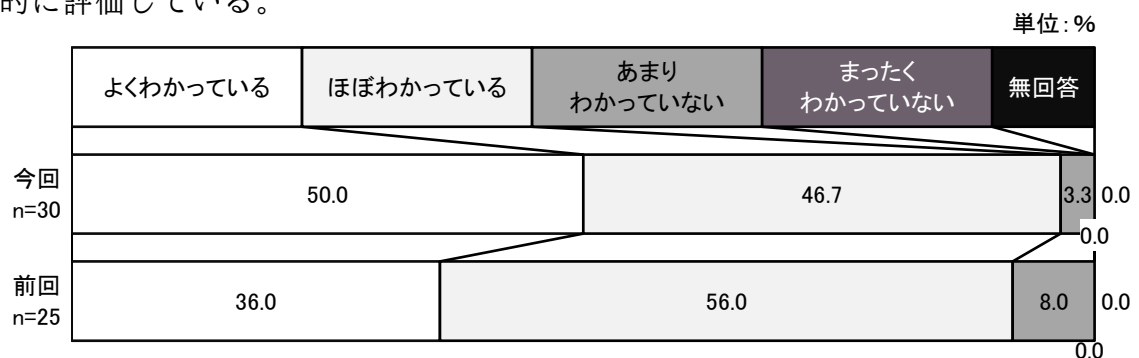 的に評価している。
単位：％
よくわかっている
ほぼわかっている
あまり
わかっていない
まったく
わかっていない
無回答
今回
n=30
50.0
46.7
3.3
0.0
0.0
前回
n=25
36.0
56.0
8.0
0.0
0.0